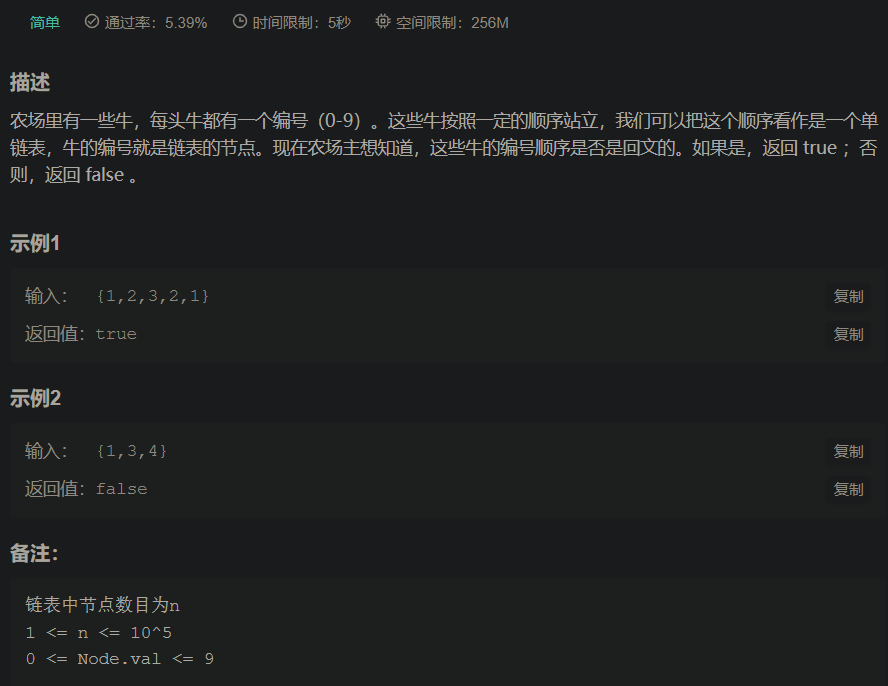 简单 通过率：5.39% 时间限制：5秒 空间限制：256M
描述
农场里有一些牛，每头牛都有一个编号（0-9）。这些牛按照一定的顺序站立，我们可以把这个顺序看作是一个单
链表，牛的编号就是链表的节点。现在农场主想知道，这些牛的编号顺序是否是回文的。如果是，返回 true ；否
则，返回 false 。
示例1
输入： {1,2,3,2,1} 复制
返回值：true 复制
示例2
输入： {1,3,4} 复制
返回值：false 复制
备注：
链表中节点数目为n
1 <= n <= 10^5
0 <= Node.val <= 9